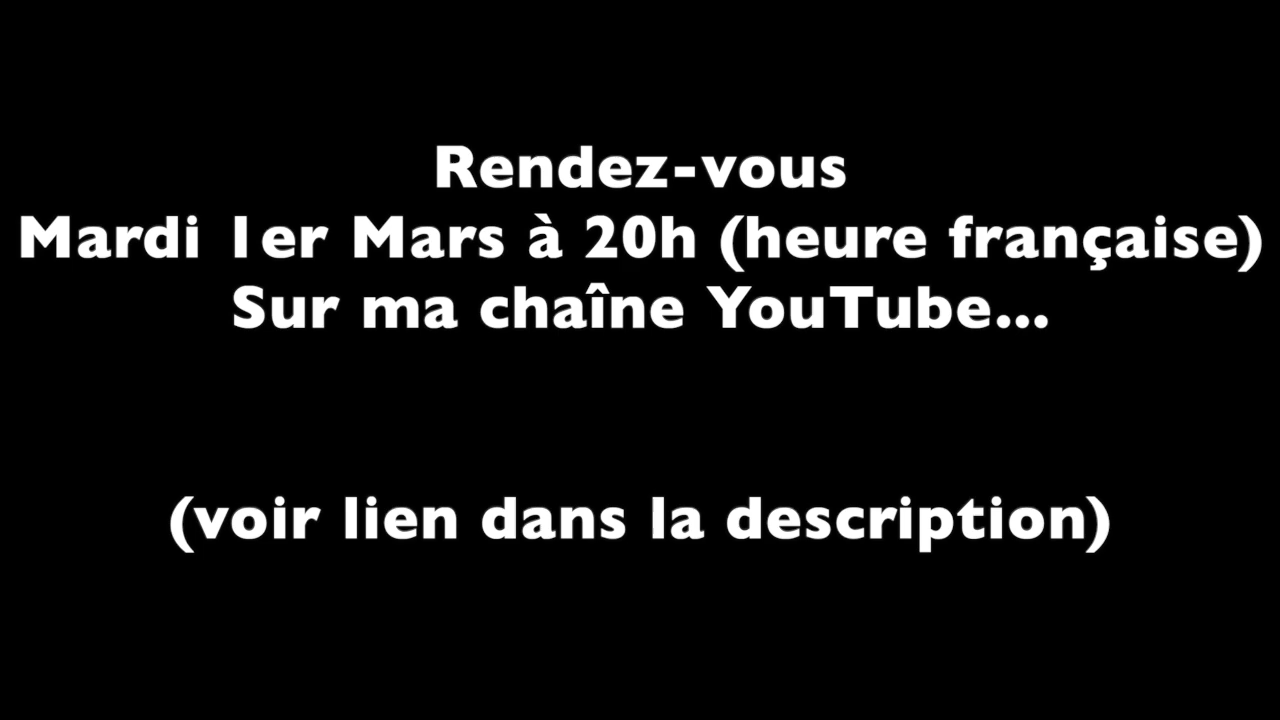 Rendez-vous
Mardi 1er Mars à 20h (heure française)
Sur ma chaîne YouTube...
(voir lien dans la description)